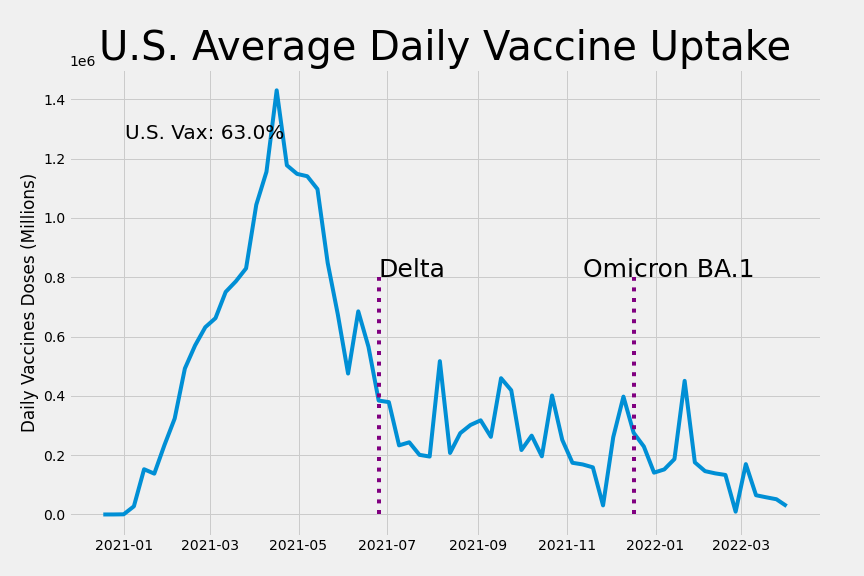 U.S. Average Daily Vaccine Uptake
1e6
1.4
U.S. Vax: 63.0%
1.2
1.0
Delta
Omicron BA.1
0.8
0.6
0.4
0.2
0.0
Daily Vaccines Doses (Millions)
2021-01 2021-03 2021-05 2021-07 2021-09 2021-11 2022-01 2022-03